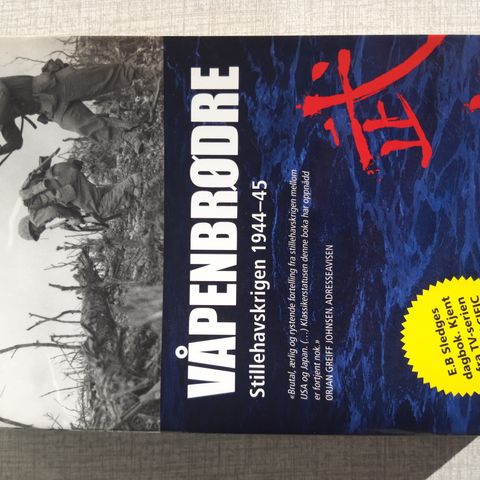 武
VÅPENBRØDRE
Stillehavskrigen 1944–45
«Brutal, ærlig og rystende fortelling fra stillehavskrigen mellom
USA og Japan. (…) Klassikerstatusen denne boka har oppnådd
er fortjent nok.»
ØRJAN GREIFF JOHNSEN, ADRESSEAVISEN
E.B Sledges
dagbok- Kjent
fra TV-serien